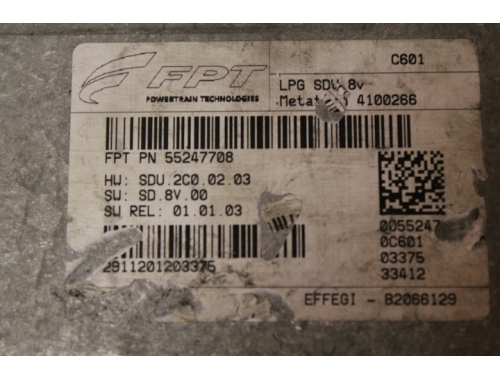 C601
FPT
POWERTRAIN TECHNOLOGIES
LPG SDU 8v
4100266
FPT PN 55247708
HW: SDU.2C0.02.03
SW: SD.8V.00
SW REL: 01.01.03
0055247
0C601
03375
33412
2911201203375
EFFEGI - B2066129